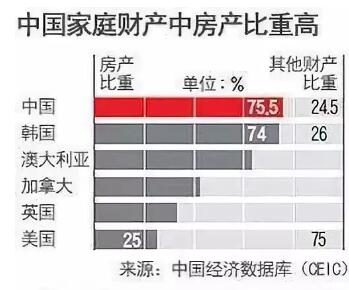 中国家庭财产中房产比重高
房产 其他财产
比重 单位：% 比重
中国 75.5 24.5
韩国 74 26
澳大利亚
加拿大
英国
美国 25 75
来源：中国经济数据库（CEIC）